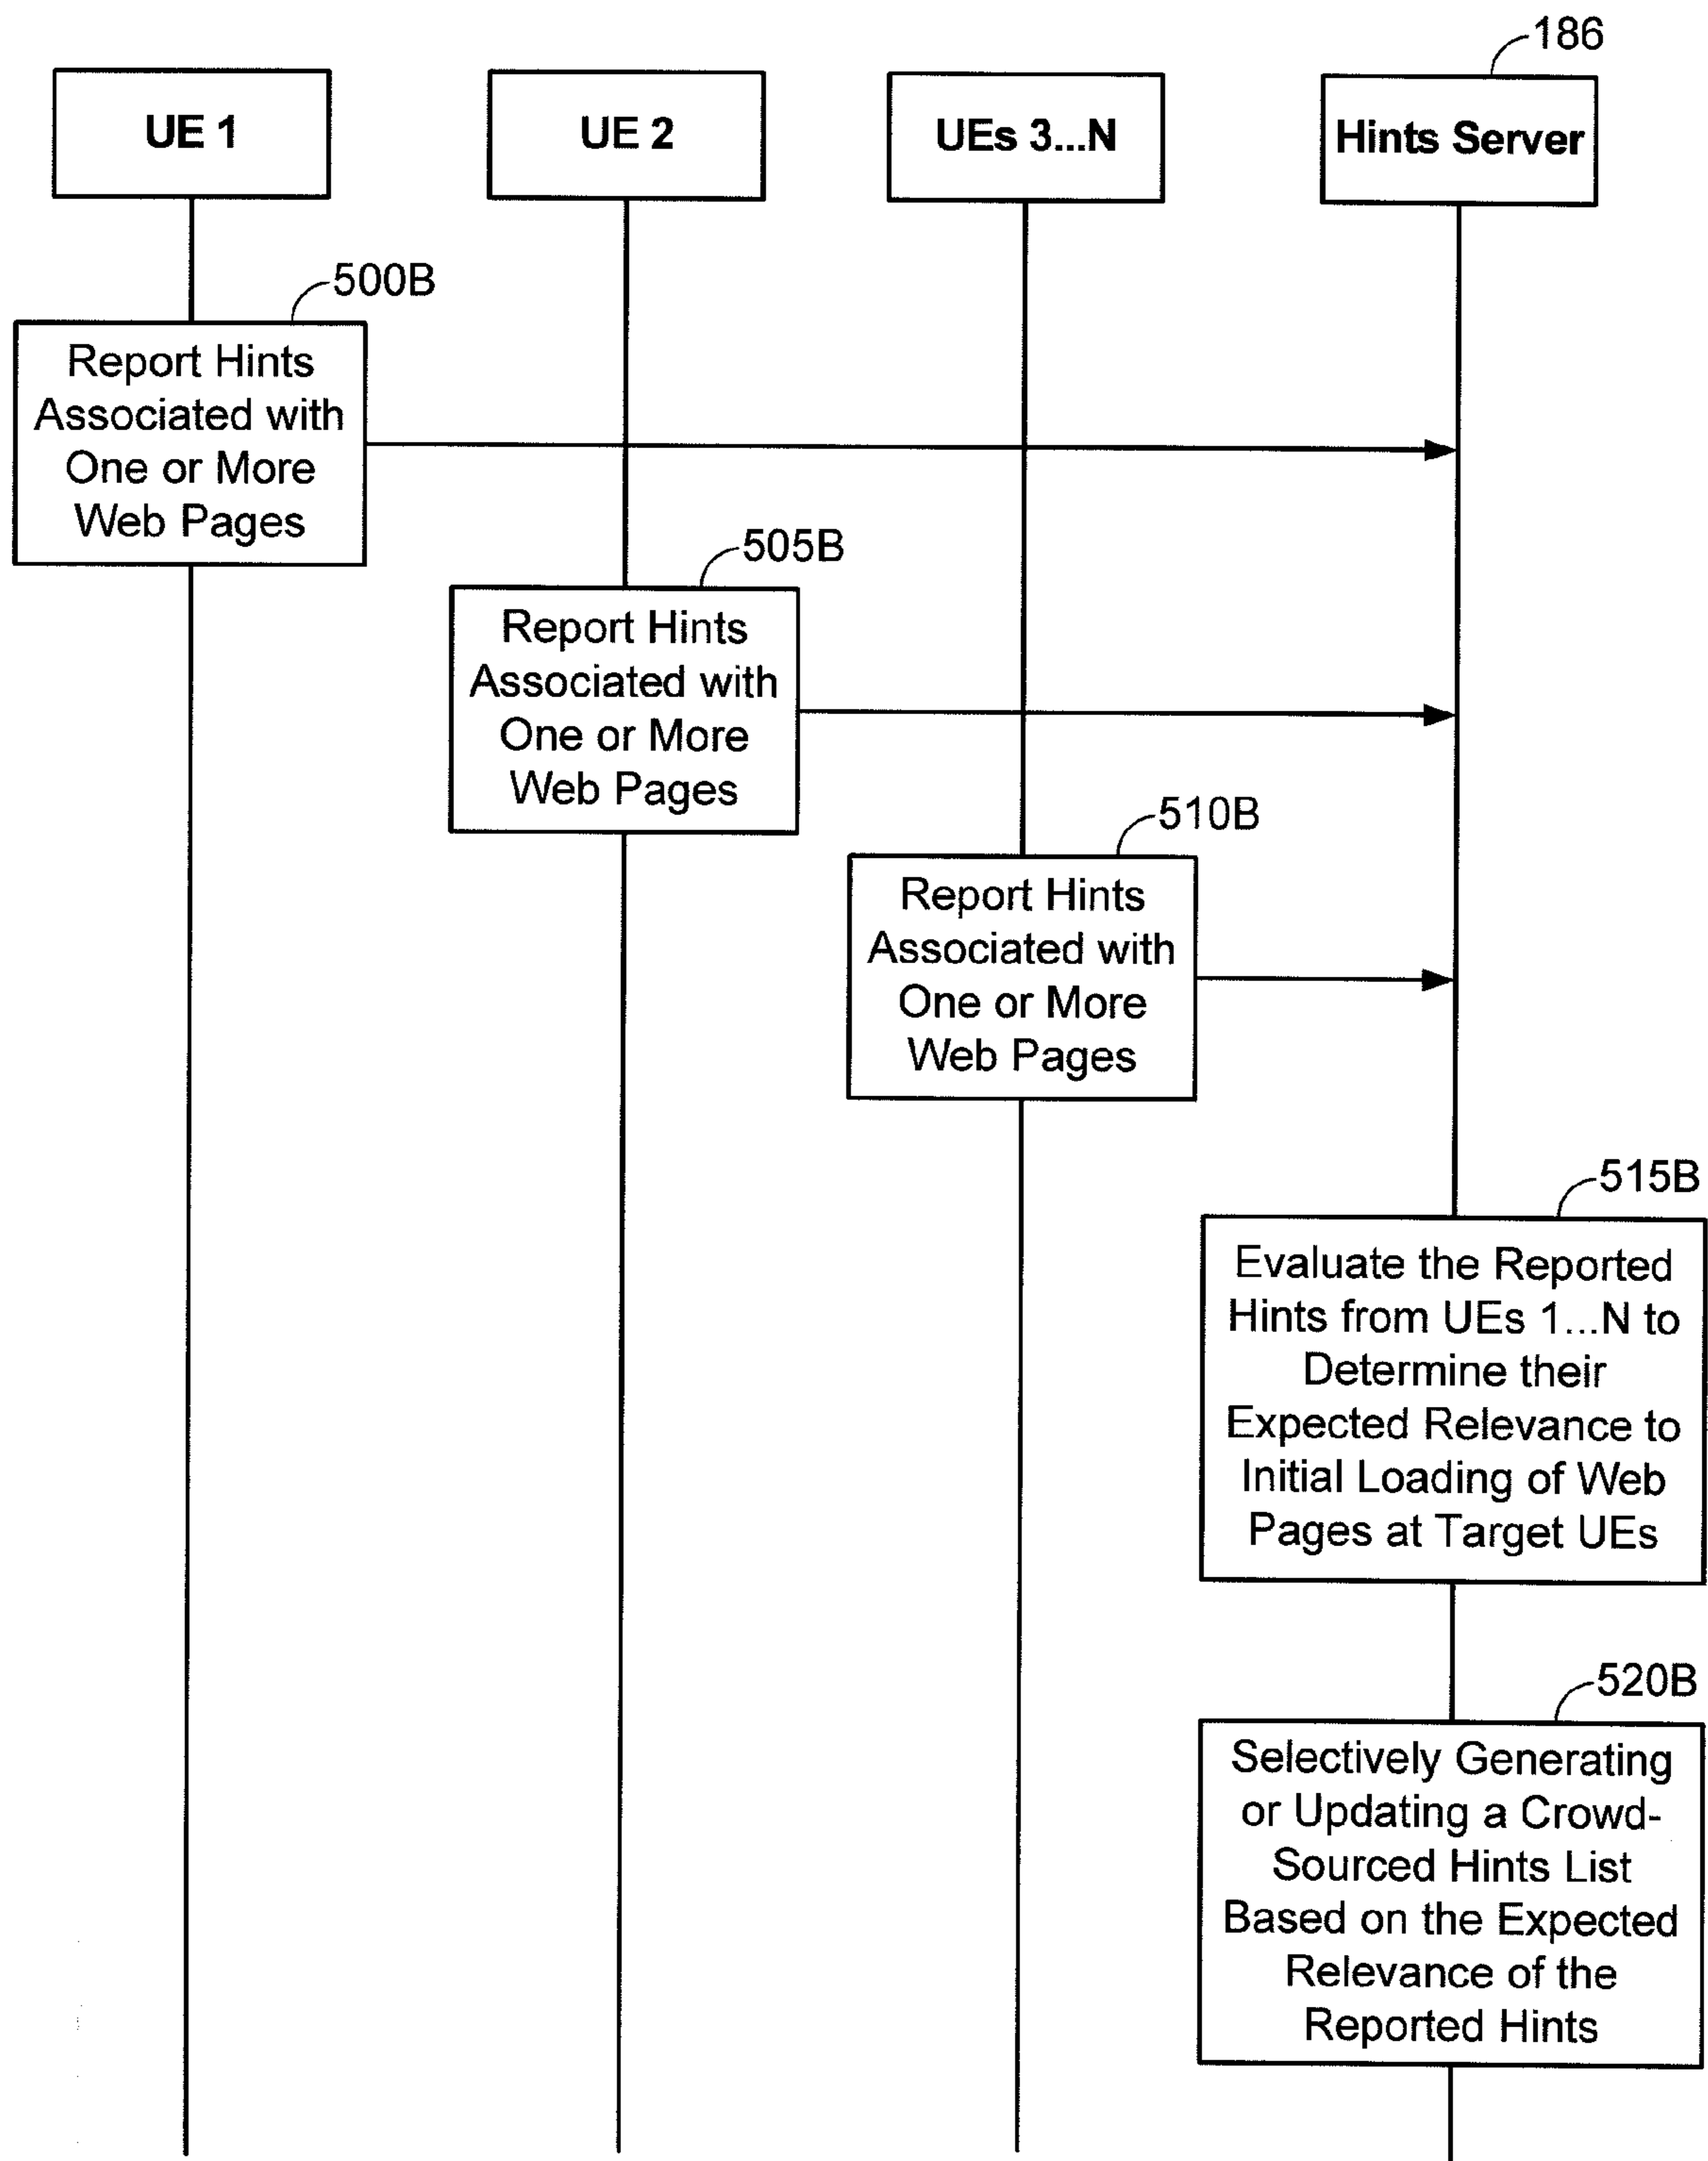 186
UE 1
UE 2
UEs 3...N
Hints Server
500B
Report Hints
Associated with
One or More
Web Pages
505B
Report Hints
Associated with
One or More
Web Pages
510B
Report Hints
Associated with
One or More
Web Pages
515B
Evaluate the Reported
Hints from UEs 1...N to
Determine their
Expected Relevance to
Initial Loading of Web
Pages at Target UEs
520B
Selectively Generating
or Updating a Crowd-
Sourced Hints List
Based on the Expected
Relevance of the
Reported Hints